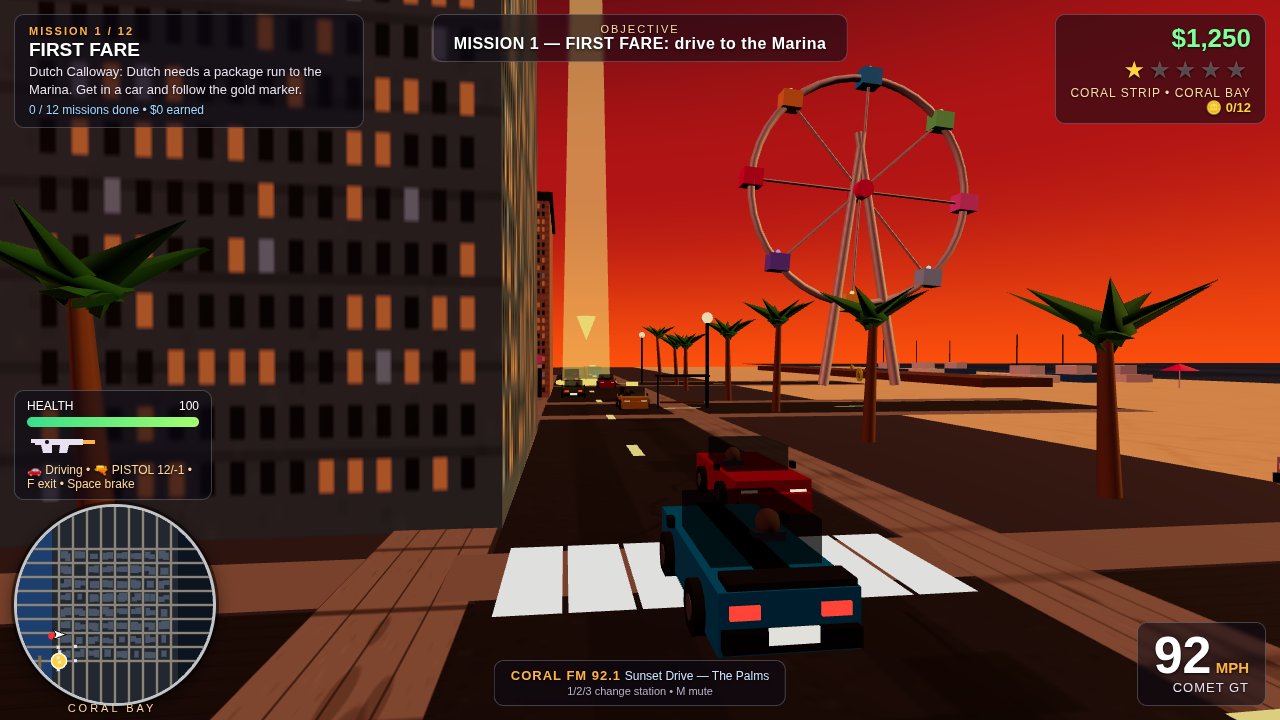 MISSION 1 / 12
FIRST FARE
Dutch Calloway: Dutch needs a package run to the
Marina. Get in a car and follow the gold marker.
0 / 12 missions done • $0 earned
OBJECTIVE
MISSION 1 — FIRST FARE: drive to the Marina
$1,250
CORAL STRIP • CORAL BAY
0/12
HEALTH 100
Driving • PISTOL 12/-1 •
F exit • Space brake
CORAL BAY
CORAL FM 92.1 Sunset Drive — The Palms
1/2/3 change station • M mute
92 MPH
COMET GT